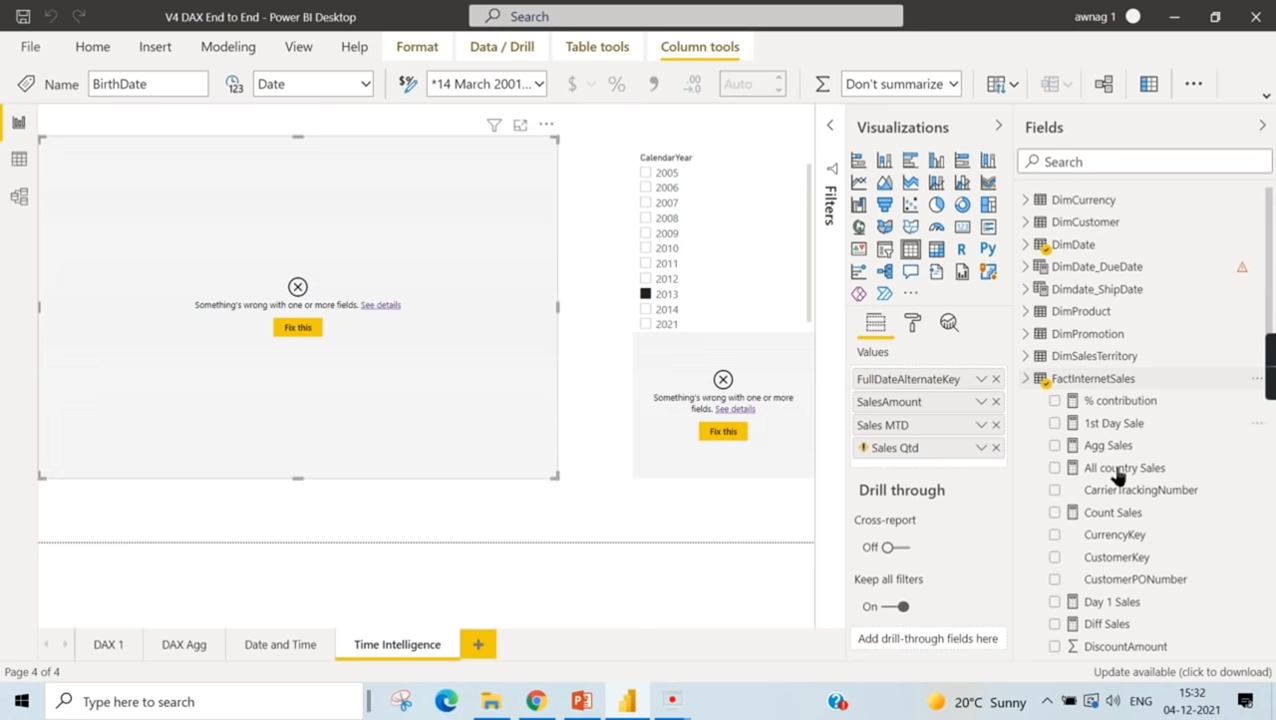 V4 DAX End to End - Power BI Desktop
Search
awnag 1
File Home Insert Modeling View Help Format Data / Drill Table tools Column tools
Name BirthDate Date *14 March 2001... $ % Auto Don't summarize
Something's wrong with one or more fields. See details
Fix this
CalendarYear
2005
2006
2007
2008
2009
2010
2011
2012
2013
2014
2021
Something's wrong with one or more
fields. See details
Fix this
Filters
Visualizations
R Py
Values
FullDateAlternateKey
SalesAmount
Sales MTD
Sales Qtd
Drill through
Cross-report
Off
Keep all filters
On
Add drill-through fields here
Fields
Search
DimCurrency
DimCustomer
DimDate
DimDate_DueDate
Dimdate_ShipDate
DimProduct
DimPromotion
DimSalesTerritory
FactInternetSales
% contribution
1st Day Sale
Agg Sales
All country Sales
CarrierTrackingNumber
Count Sales
CurrencyKey
CustomerKey
CustomerPONumber
Day 1 Sales
Diff Sales
DiscountAmount
DAX 1 DAX Agg Date and Time Time Intelligence
Page 4 of 4
Update available (click to download)
Type here to search
20°C Sunny
ENG
15:32
04-12-2021